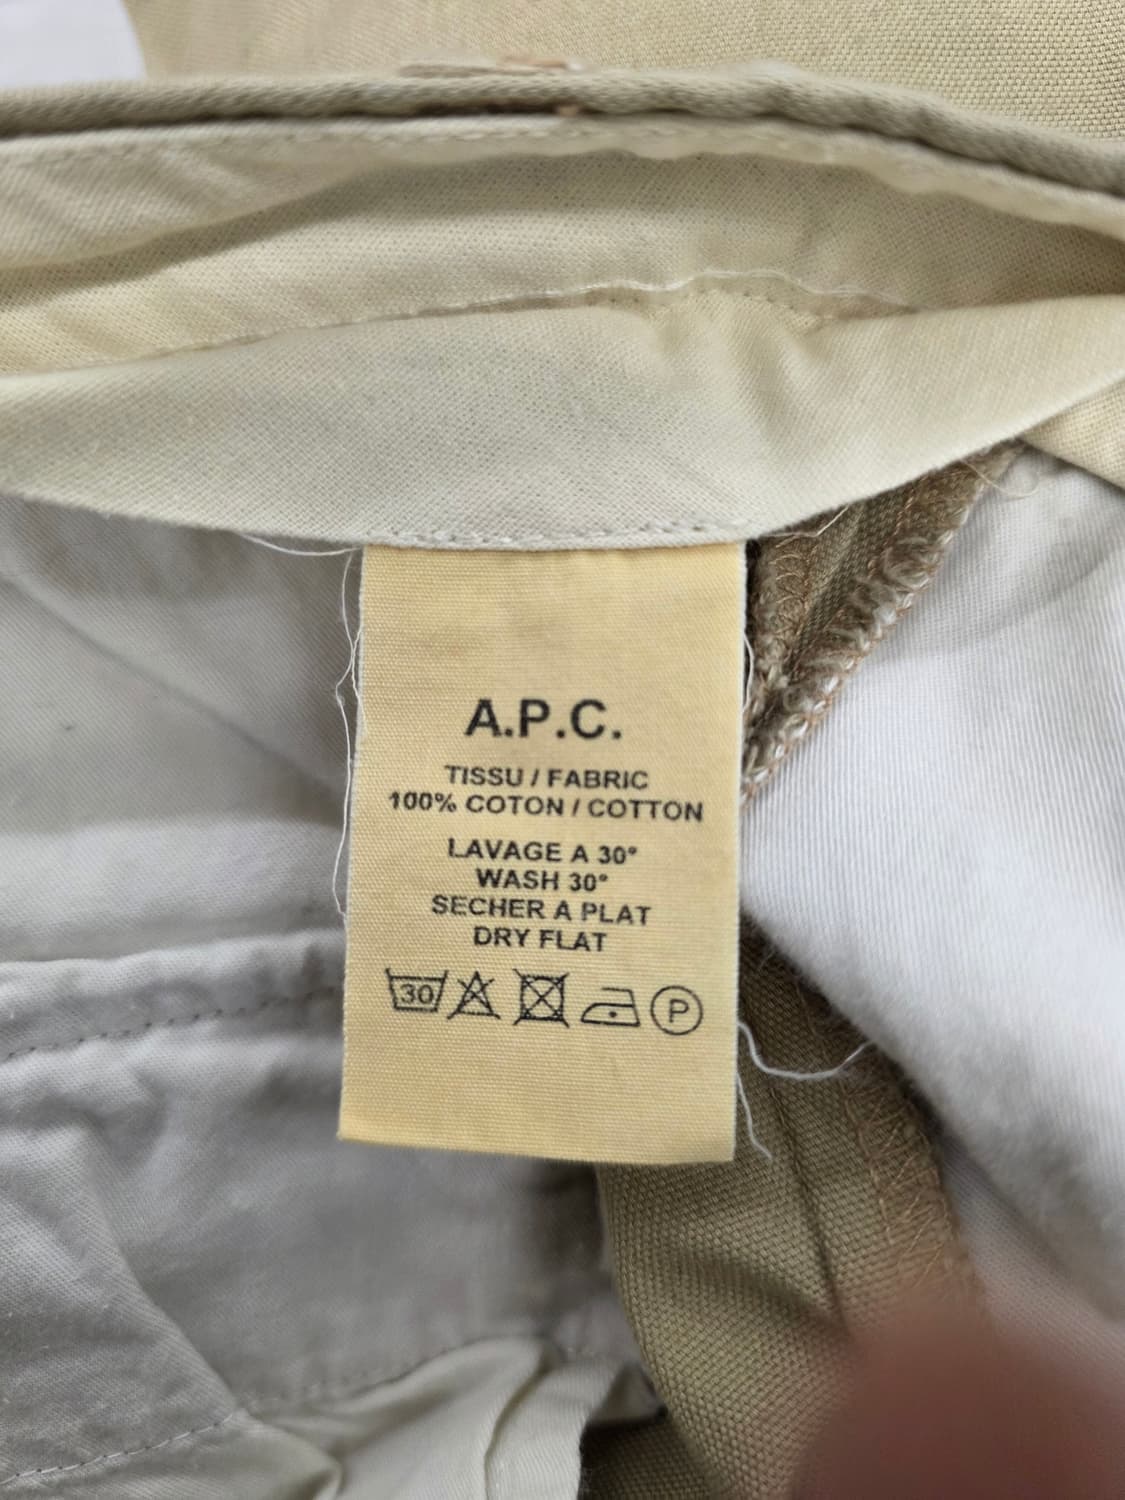 A.P.C.
TISSU / FABRIC
100% COTON / COTTON
LAVAGE A 30°
WASH 30°
SECHER A PLAT
DRY FLAT
30 P